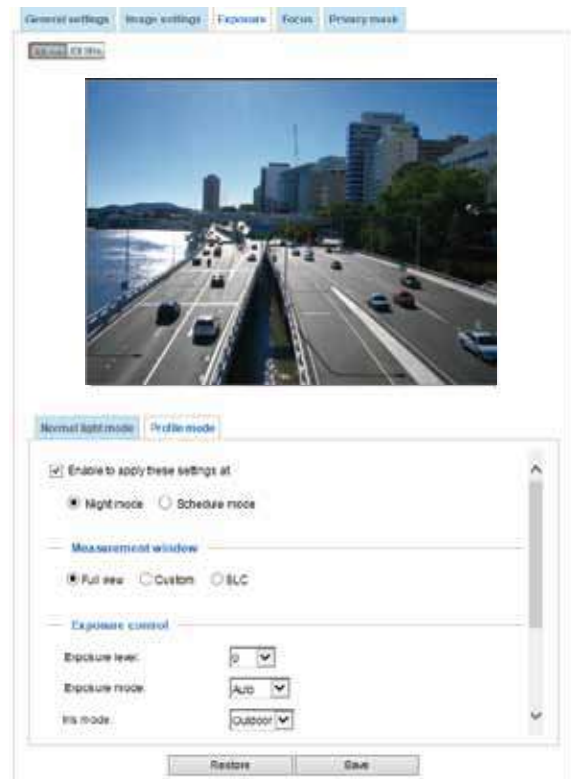 General settings Image settings Exposure Focus Privacy mask
Normal light mode Profile mode
Enable to apply these settings at
Night mode Schedule mode
Measurement window
Full view Custom BLC
Exposure control
Exposure level: 0
Exposure mode: Auto
Iris mode: Outdoor
Restore Save